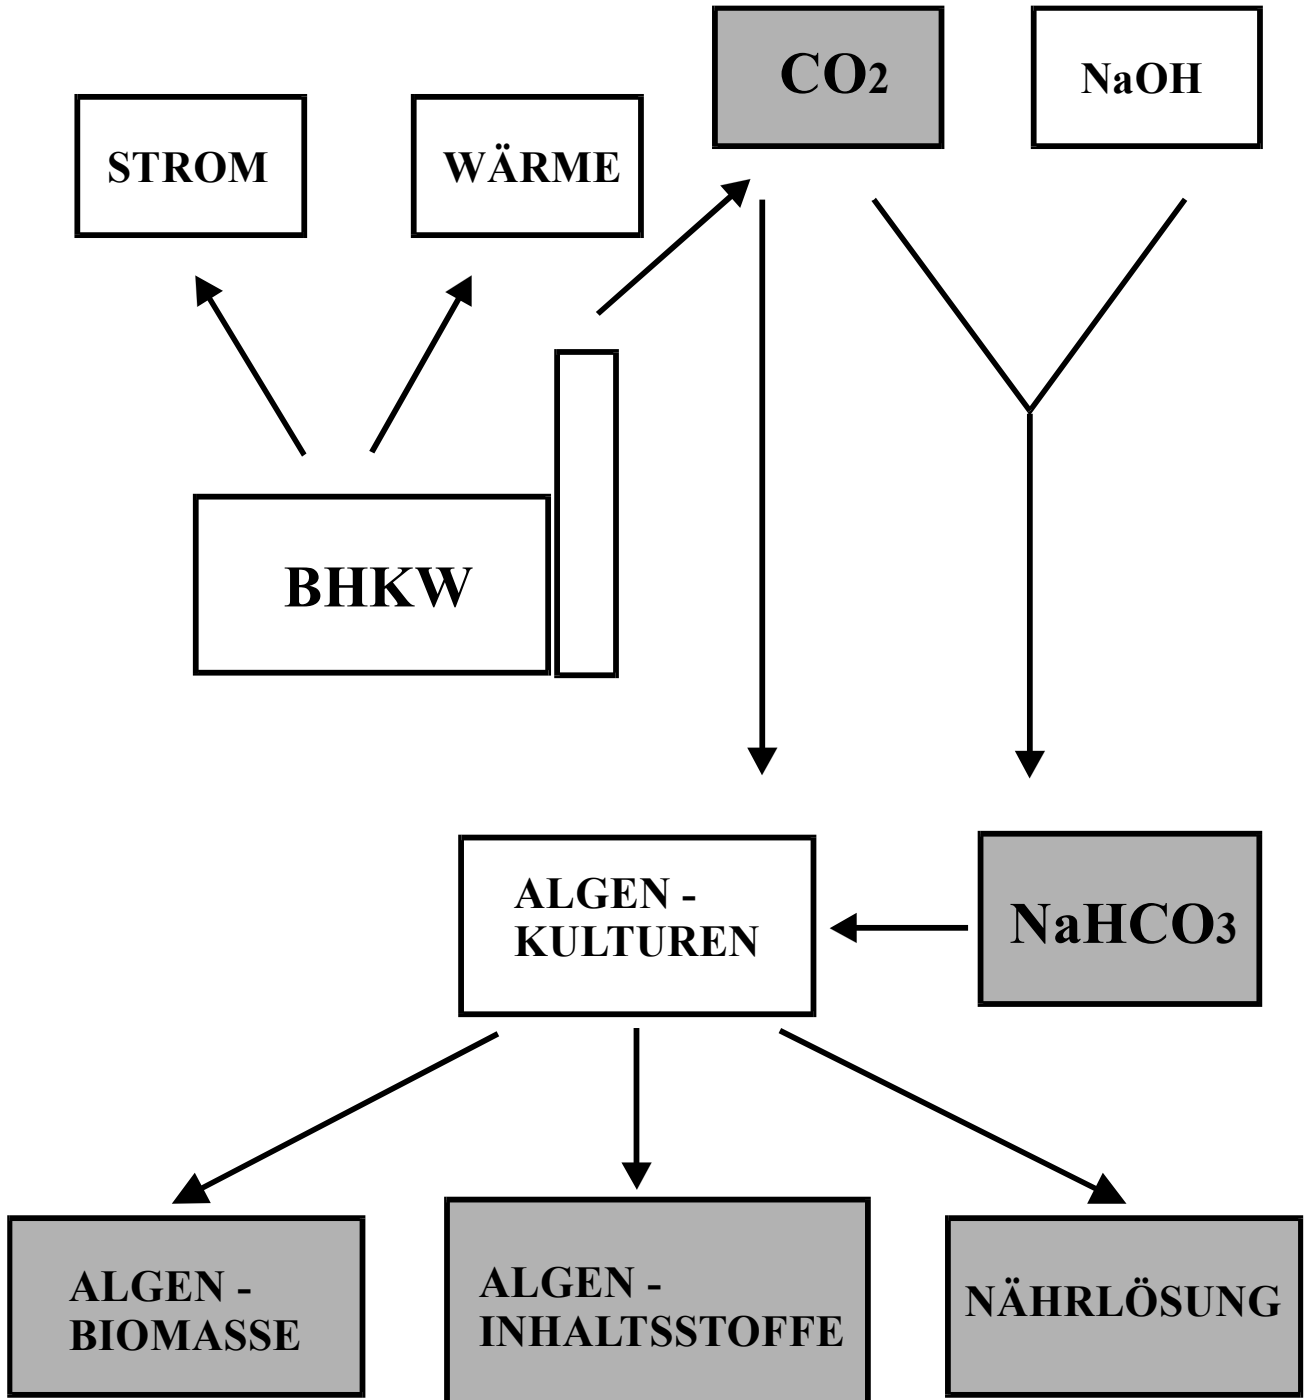 CO2
NaOH
STROM
WÄRME
BHKW
ALGEN -
KULTUREN
NaHCO3
ALGEN -
BIOMASSE
ALGEN -
INHALTSSTOFFE
NÄHRLÖSUNG